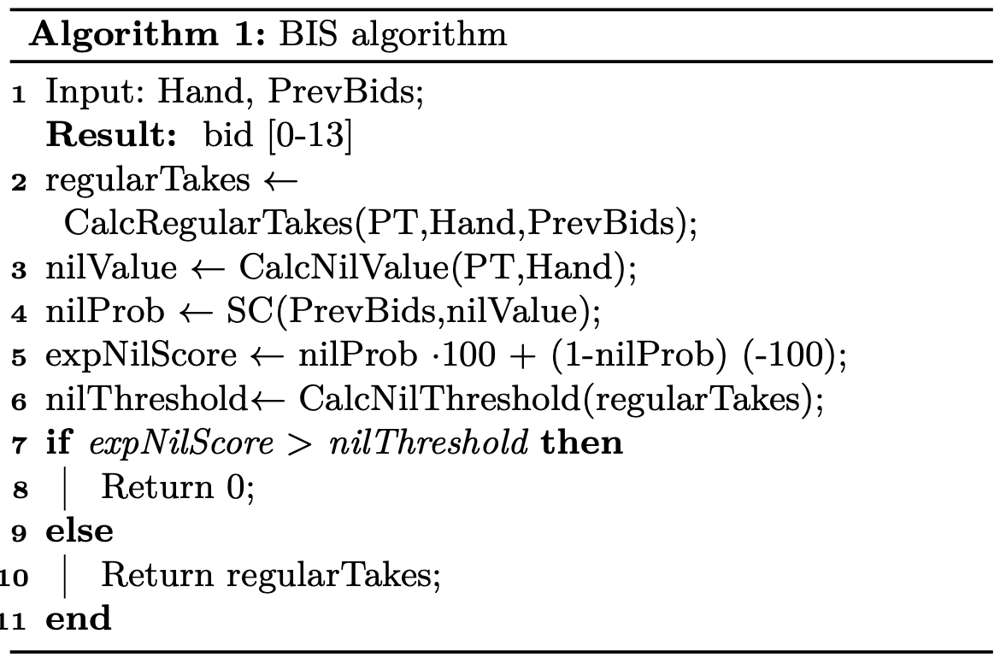 Algorithm 1: BIS algorithm
1 Input: Hand, PrevBids;
Result: bid [0-13]
2 regularTakes ←
CalcRegularTakes(PT,Hand,PrevBids);
3 nilValue ← CalcNilValue(PT,Hand);
4 nilProb ← SC(PrevBids,nilValue);
5 expNilScore ← nilProb ·100 + (1-nilProb) (-100);
6 nilThreshold← CalcNilThreshold(regularTakes);
7 if expNilScore > nilThreshold then
8 Return 0;
9 else
10 Return regularTakes;
11 end